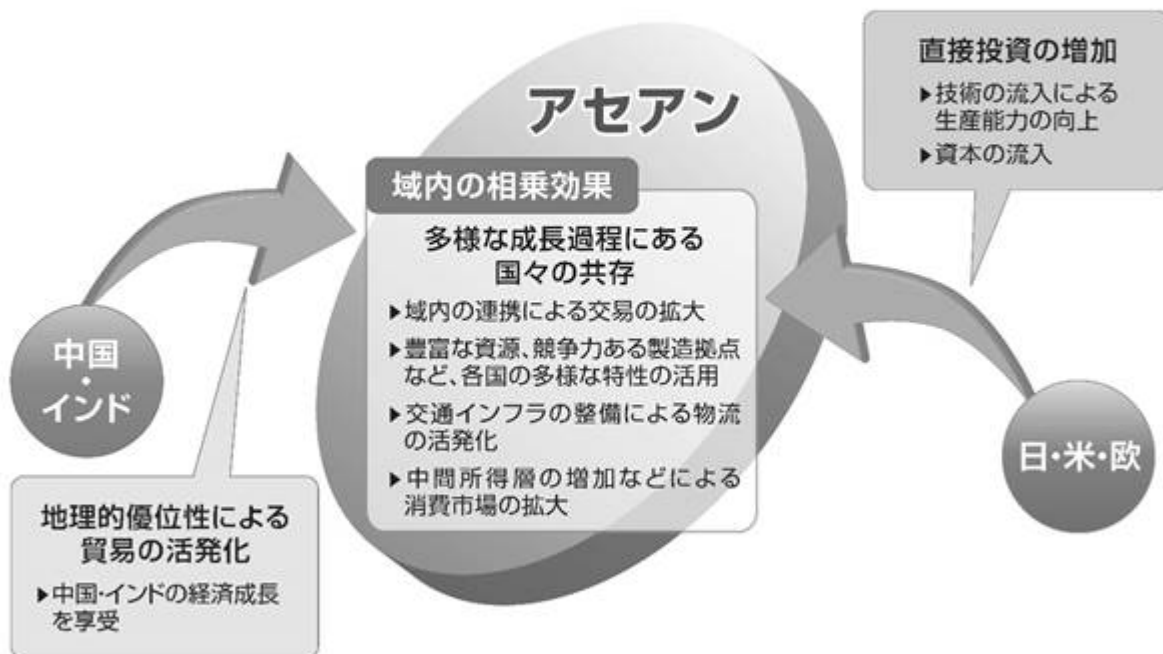 アセアン
域内の相乗効果
多様な成長過程にある
国々の共存
▶域内の連携による交易の拡大
▶豊富な資源、競争力ある製造拠点
など、各国の多様な特性の活用
▶交通インフラの整備による物流
の活発化
▶中間所得層の増加などによる
消費市場の拡大
中国
・
インド
地理的優位性による
貿易の活発化
▶中国・インドの経済成長
を享受
直接投資の増加
▶技術の流入による
生産能力の向上
▶資本の流入
日・米・欧